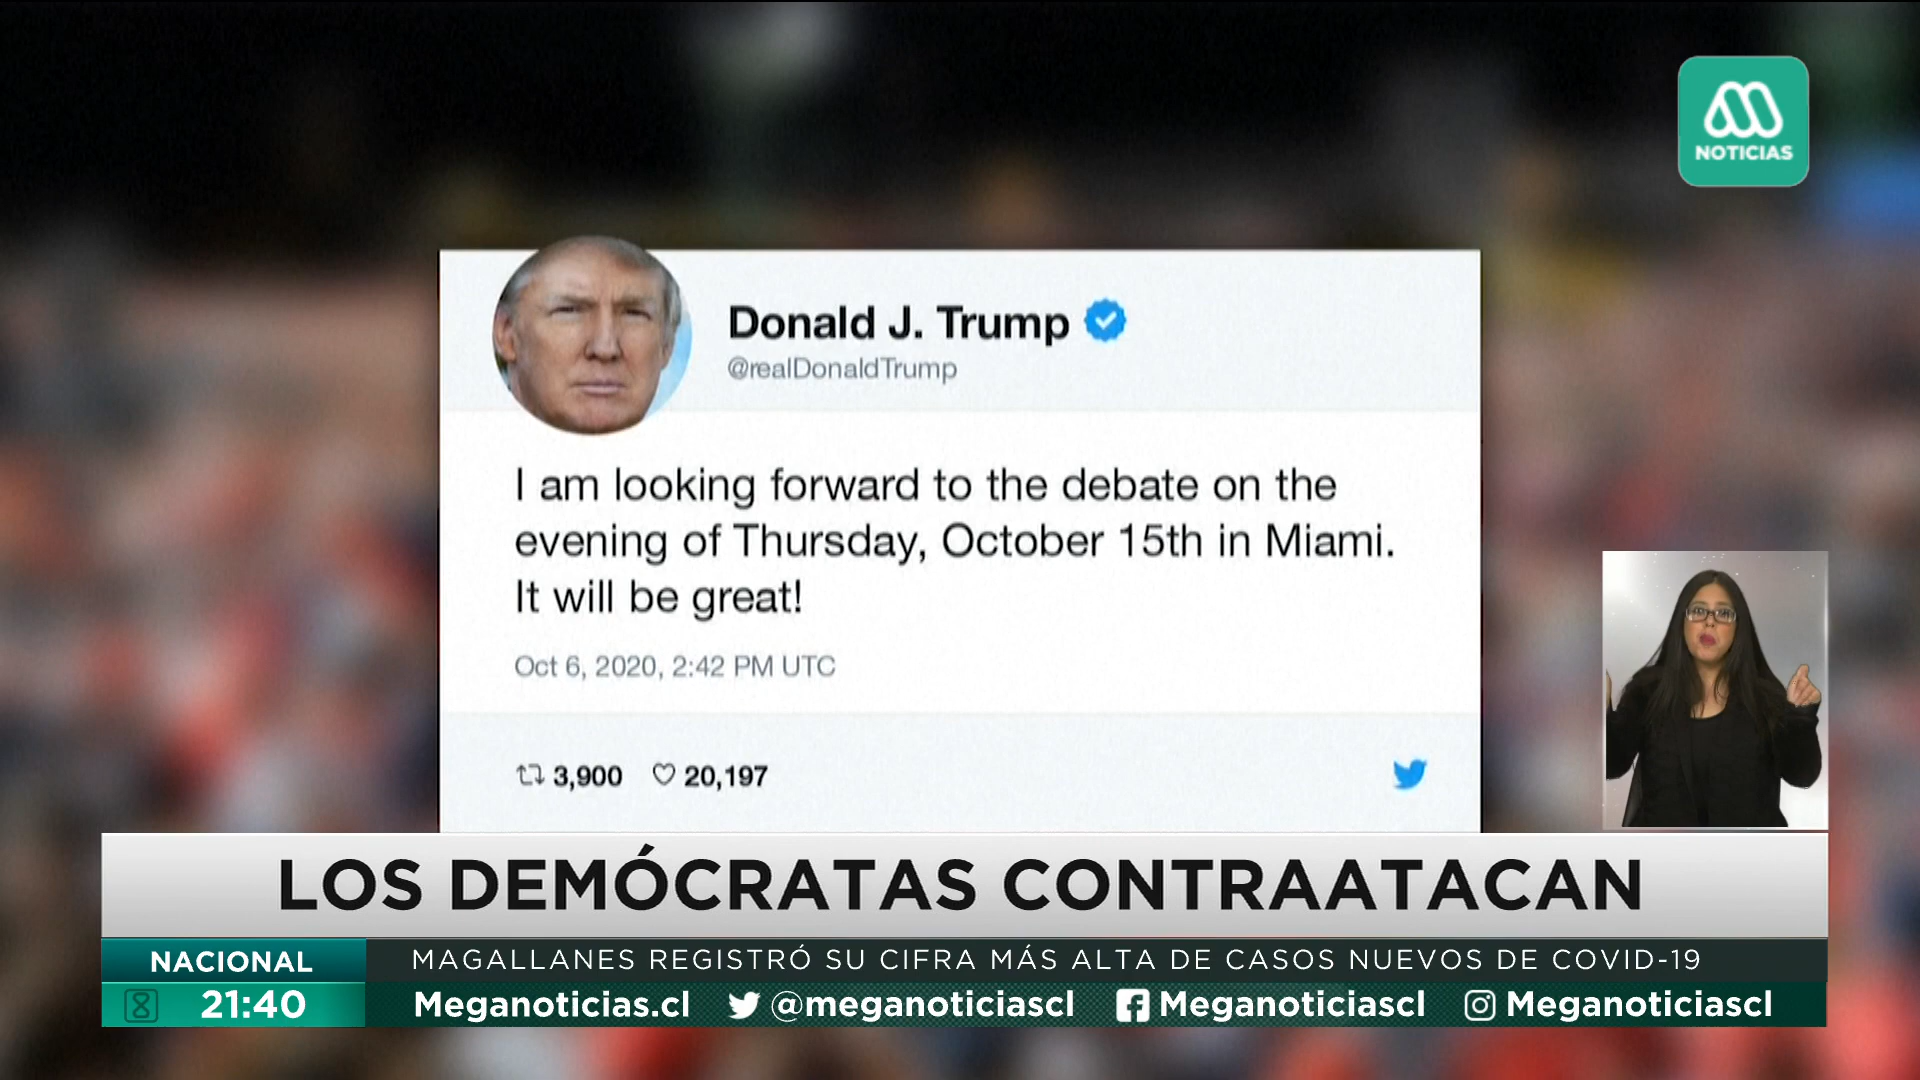 NOTICIAS
Donald J. Trump
@realDonaldTrump
I am looking forward to the debate on the
evening of Thursday, October 15th in Miami.
It will be great!
Oct 6, 2020, 2:42 PM UTC
3,900 20,197
LOS DEMÓCRATAS CONTRAATACAN
NACIONAL MAGALLANES REGISTRÓ SU CIFRA MÁS ALTA DE CASOS NUEVOS DE COVID-19
21:40 Meganoticias.cl @meganoticiascl Meganoticiascl Meganoticiascl